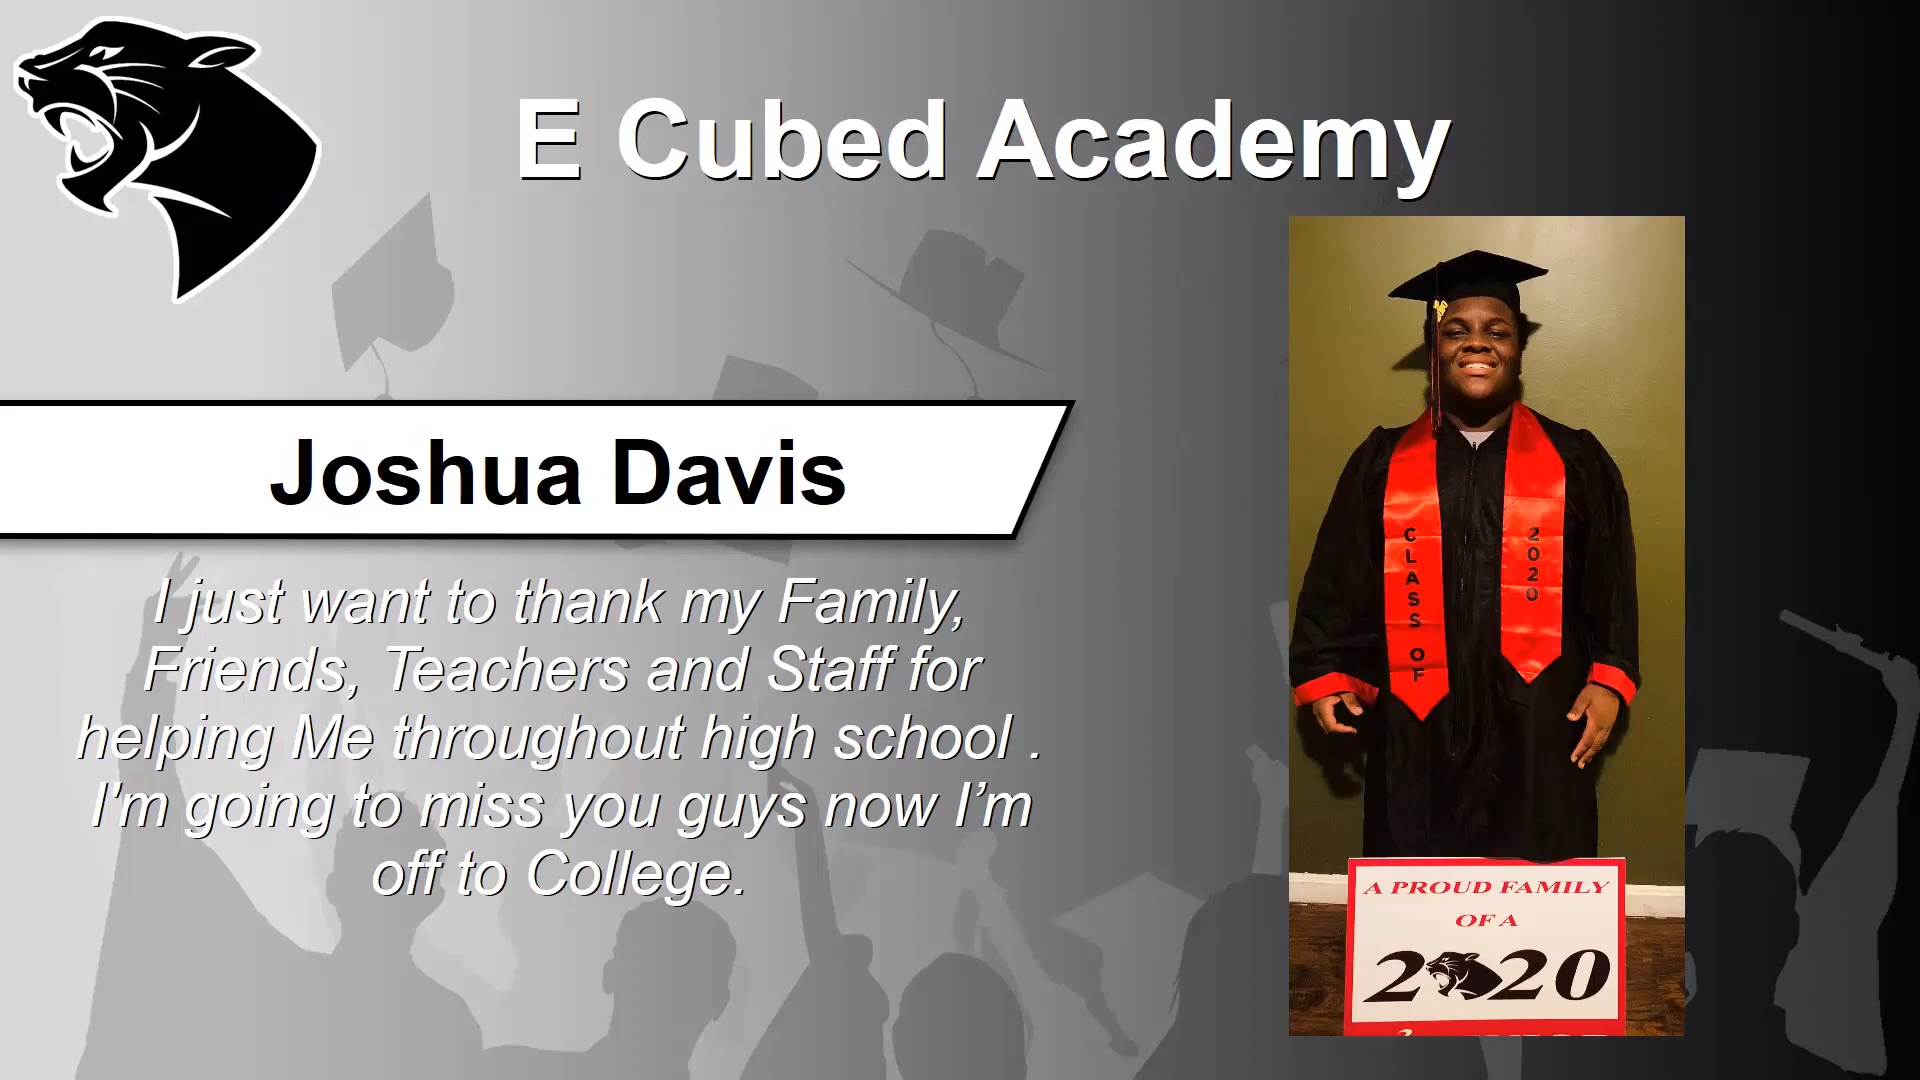 E Cubed Academy
Joshua Davis
I just want to thank my Family,
Friends, Teachers and Staff for
helping Me throughout high school .
I'm going to miss you guys now I’m
off to College.
CLASS OF
2020
A PROUD FAMILY
OF A
2020